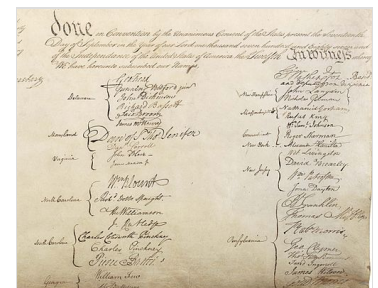 done in Convention by the Unanimous Consent of the States present the Seventeenth
Day of September in the Year of our Lord one thousand seven hundred and Eighty seven and
of the Independance of the United States of America the Twelfth In Witness
We have hereunto subscribed our Names,
Delaware
Geo: Read
Gunning Bedford jun
John Dickinson
Richard Bassett
Jaco: Broom
Maryland
James McHenry
Dan of St Thos Jenifer
Danl Carroll
Virginia
John Blair
North Carolina
Wm Blount
Richd Dobbs Spaight
Hu Williamson
South Carolina
J. Rutledge
Charles Cotesworth Pinckney
Charles Pinckney
Pierce Butler
Georgia
William Few
New Hampshire
John Langdon
Nicholas Gilman
Massachusetts
Nathaniel Gorham
Rufus King
Connecticut
Wm Saml Johnson
Roger Sherman
New York
Alexander Hamilton
New Jersey
Wil: Livingston
David Brearley
Wm Paterson
Jona: Dayton
Pensylvania
B Franklin
Thomas Mifflin
Robt Morris
Geo. Clymer
Jared Ingersoll
James Wilson